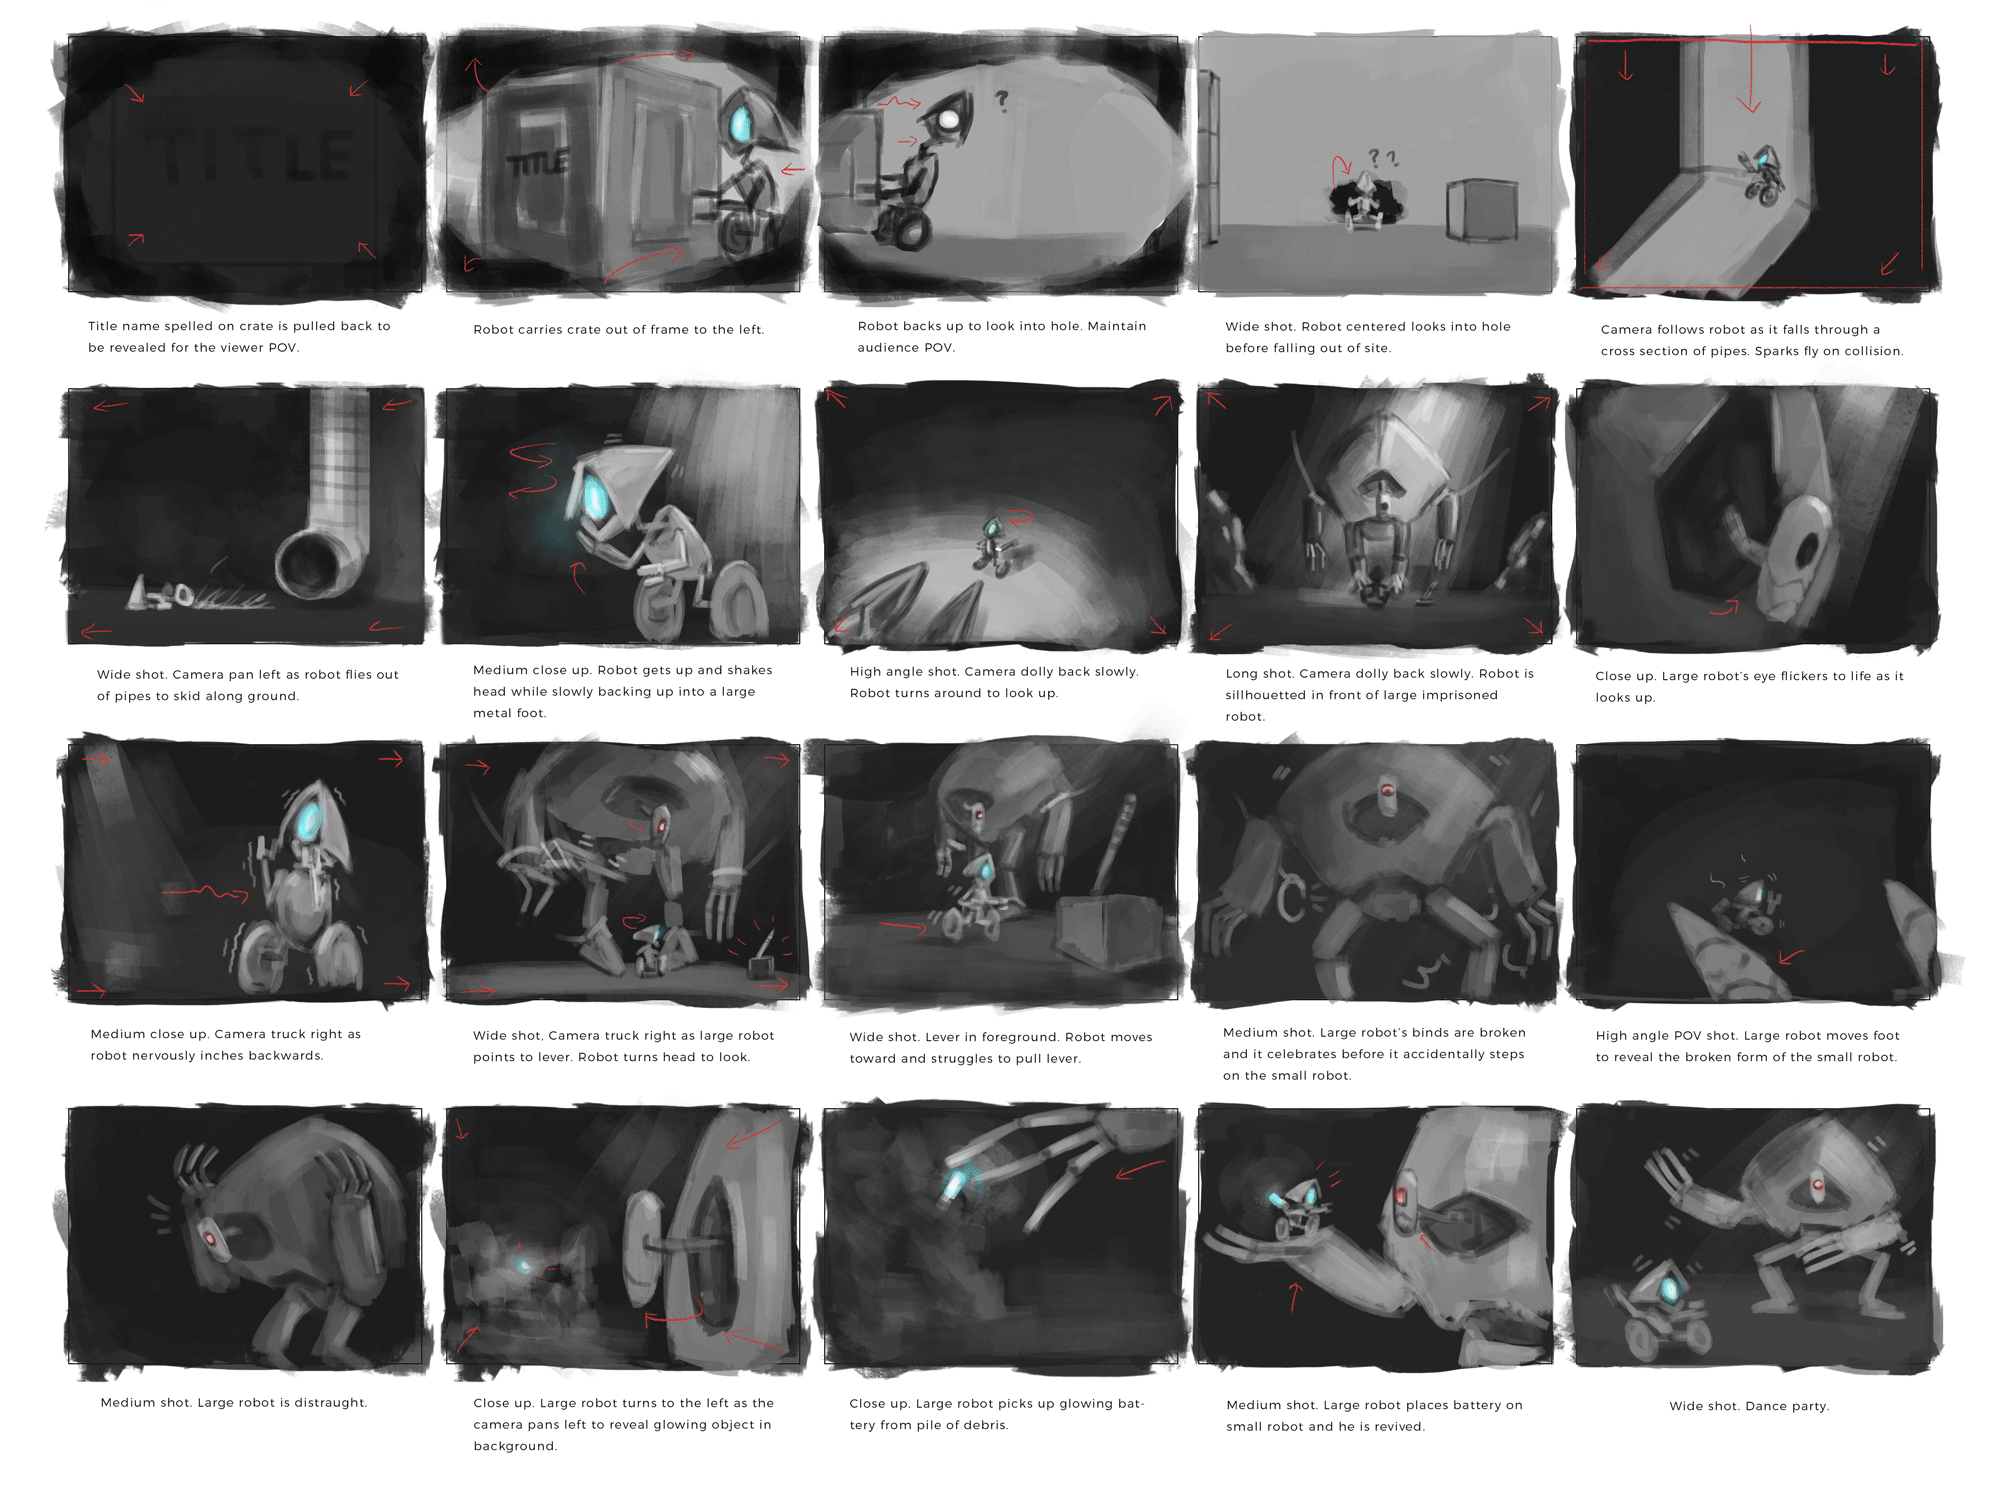 TITLE
TITLE
?
? ?
Title name spelled on crate is pulled back to
be revealed for the viewer POV.
Robot carries crate out of frame to the left.
Robot backs up to look into hole. Maintain
audience POV.
Wide shot. Robot centered looks into hole
before falling out of site.
Camera follows robot as it falls through a
cross section of pipes. Sparks fly on collision.
Wide shot. Camera pan left as robot flies out
of pipes to skid along ground.
Medium close up. Robot gets up and shakes
head while slowly backing up into a large
metal foot.
High angle shot. Camera dolly back slowly.
Robot turns around to look up.
Long shot. Camera dolly back slowly. Robot is
sillhouetted in front of large imprisoned
robot.
Close up. Large robot's eye flickers to life as it
looks up.
Medium close up. Camera truck right as
robot nervously inches backwards.
Wide shot, Camera truck right as large robot
points to lever. Robot turns head to look.
Wide shot. Lever in foreground. Robot moves
toward and struggles to pull lever.
Medium shot. Large robot's binds are broken
and it celebrates before it accidentally steps
on the small robot.
High angle POV shot. Large robot moves foot
to reveal the broken form of the small robot.
Medium shot. Large robot is distraught.
Close up. Large robot turns to the left as the
camera pans left to reveal glowing object in
background.
Close up. Large robot picks up glowing bat-
tery from pile of debris.
Medium shot. Large robot places battery on
small robot and he is revived.
Wide shot. Dance party.